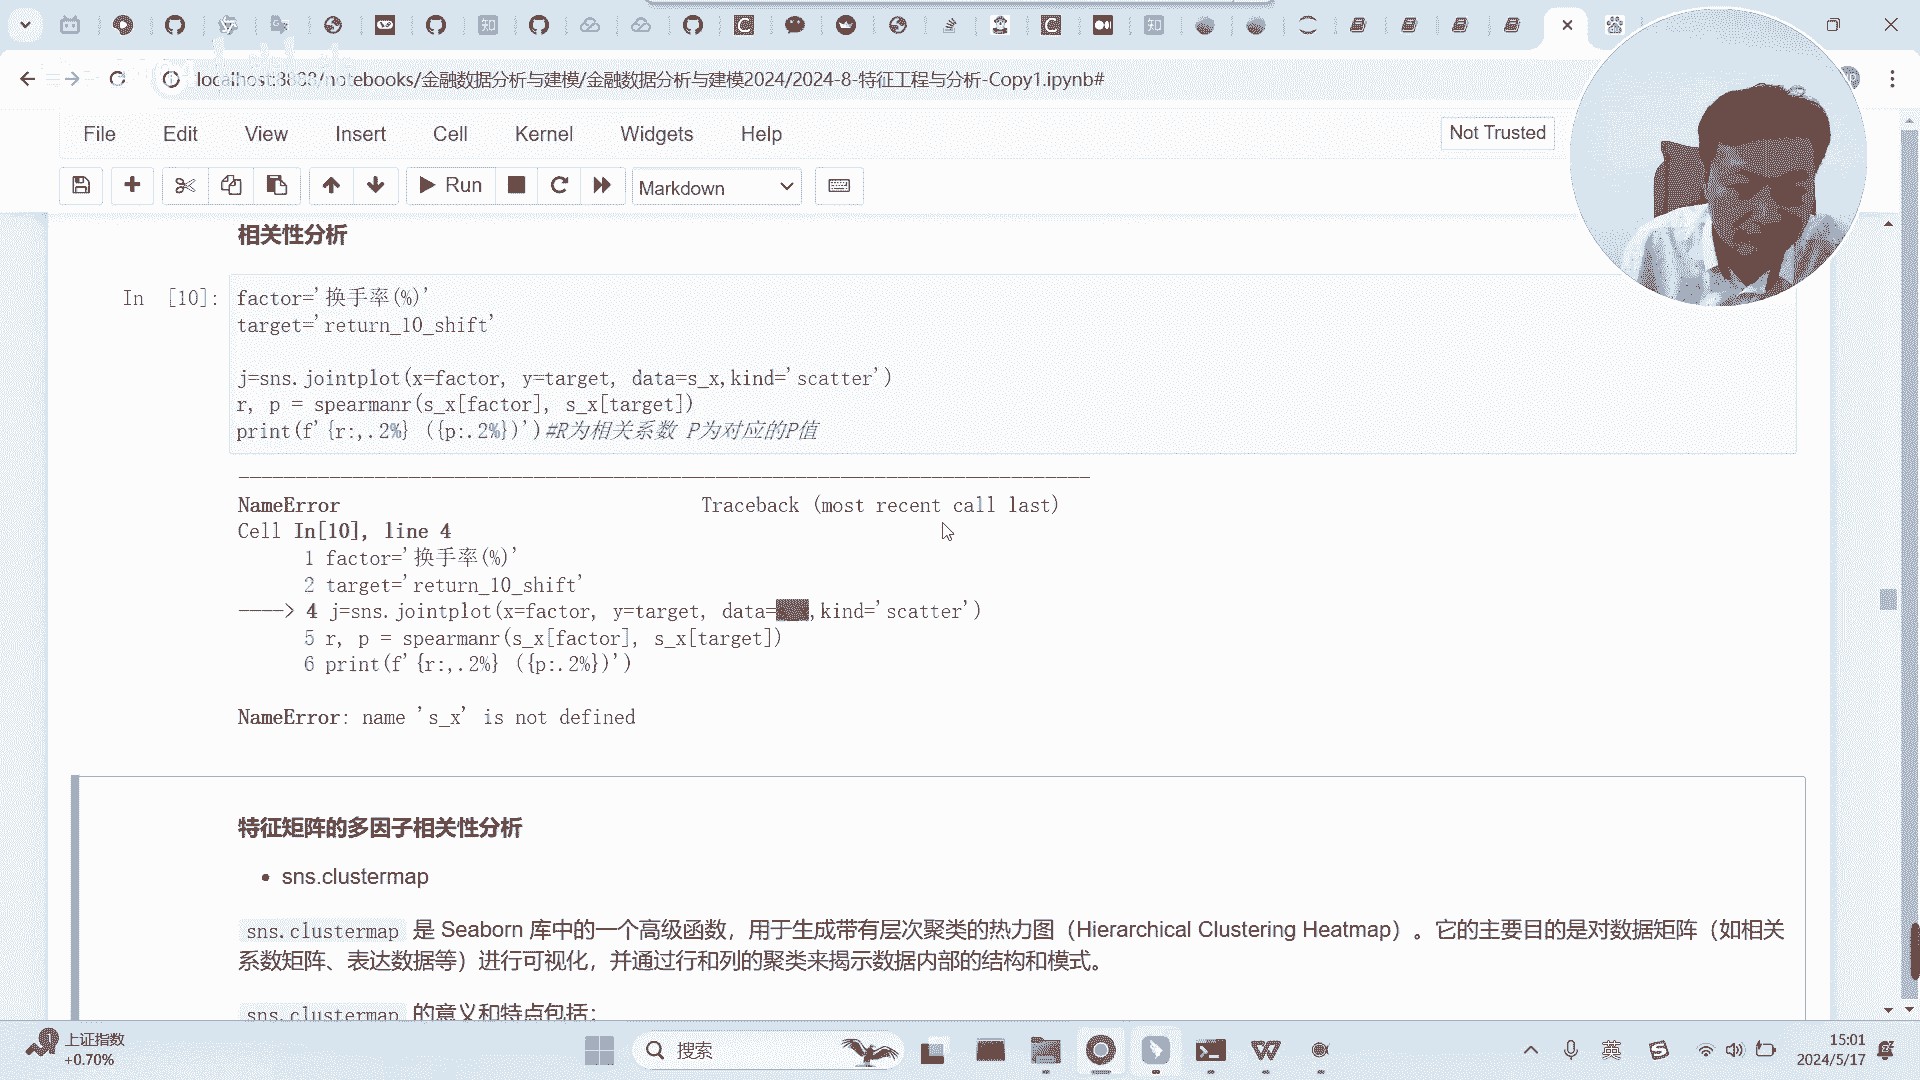 localhost:8888/notebooks/金融数据分析与建模/金融数据分析与建模2024/2024-8-特征工程与分析-Copy1.ipynb#
File Edit View Insert Cell Kernel Widgets Help
Not Trusted
Run
Markdown
相关性分析
In [10]:
factor='换手率(%)'
target='return_10_shift'
j=sns.jointplot(x=factor, y=target, data=s_x,kind='scatter')
r, p = spearmanr(s_x[factor], s_x[target])
print(f'{r:,.2%} ({p:.2%})')#R为相关系数 P为对应的P值
NameError Traceback (most recent call last)
Cell In[10], line 4
1 factor='换手率(%)'
2 target='return_10_shift'
----> 4 j=sns.jointplot(x=factor, y=target, data=s_x,kind='scatter')
5 r, p = spearmanr(s_x[factor], s_x[target])
6 print(f'{r:,.2%} ({p:.2%})')
NameError: name 's_x' is not defined
特征矩阵的多因子相关性分析
• sns.clustermap
sns.clustermap 是 Seaborn 库中的一个高级函数，用于生成带有层次聚类的热力图（Hierarchical Clustering Heatmap）。它的主要目的是对数据矩阵（如相关
系数矩阵、表达数据等）进行可视化，并通过行和列的聚类来揭示数据内部的结构和模式。
sns.clustermap 的意义和特点包括：
上证指数
+0.70%
搜索
英
15:01
2024/5/17